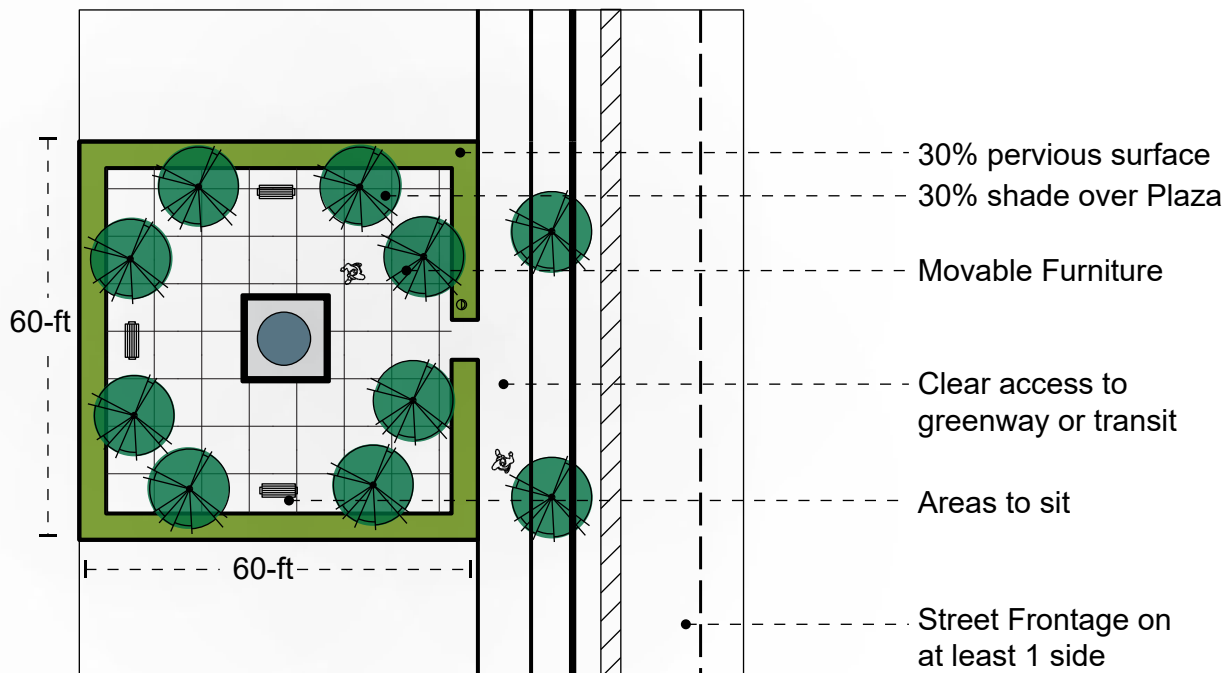 30% pervious surface
30% shade over Plaza
Movable Furniture
60-ft
Clear access to
greenway or transit
Areas to sit
60-ft
Street Frontage on
at least 1 side